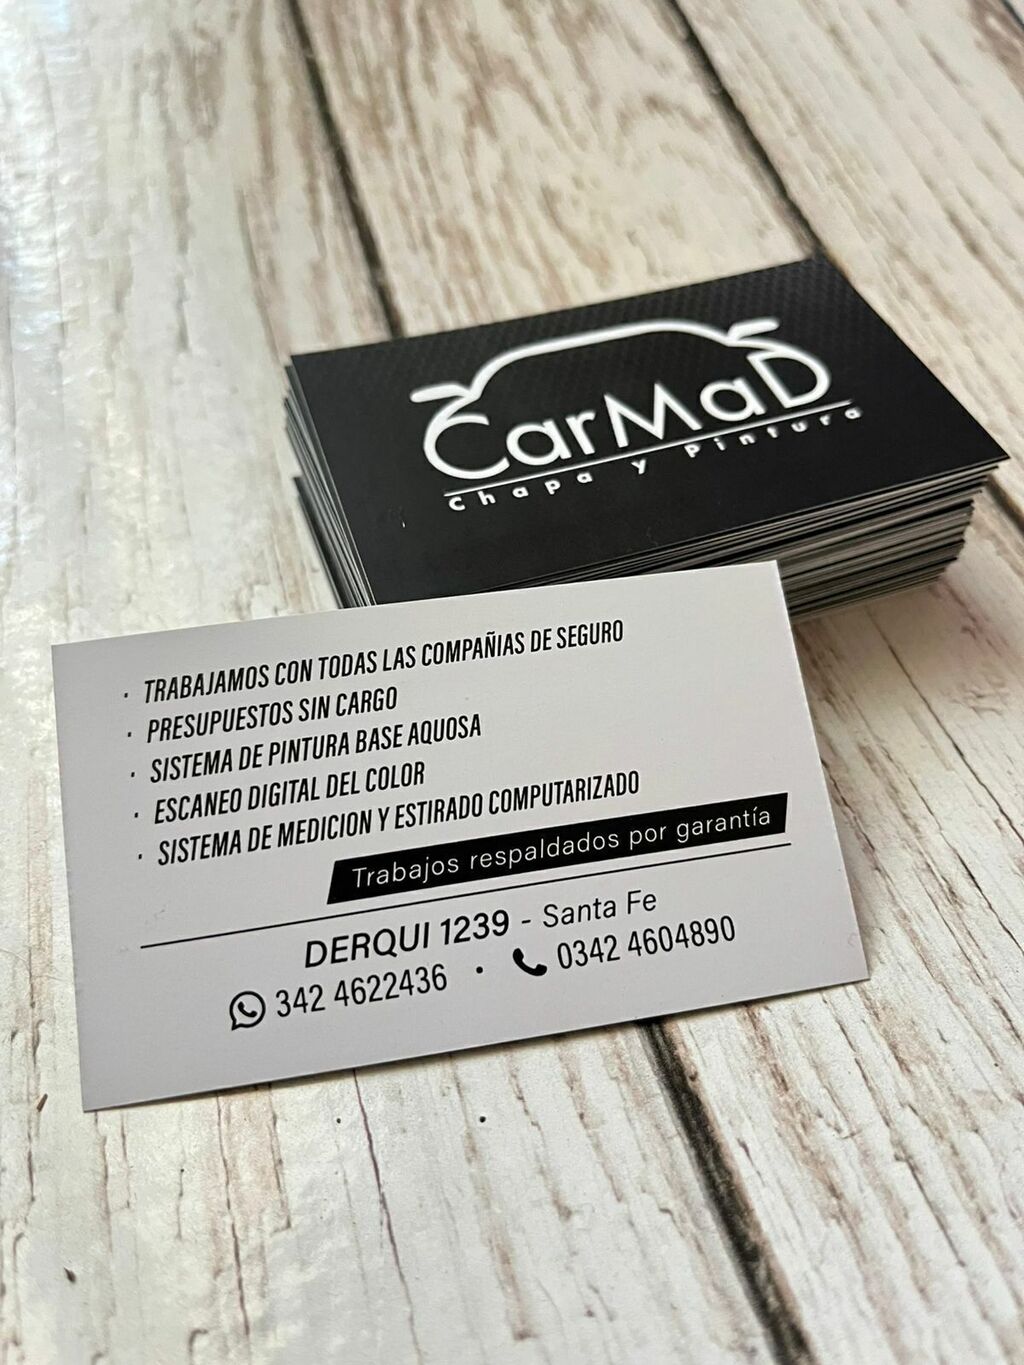 CarMaD
Chapa y Pintura
· TRABAJAMOS CON TODAS LAS COMPAÑIAS DE SEGURO
· PRESUPUESTOS SIN CARGO
· SISTEMA DE PINTURA BASE AQUOSA
· ESCANEO DIGITAL DEL COLOR
· SISTEMA DE MEDICION Y ESTIRADO COMPUTARIZADO
Trabajos respaldados por garantía
DERQUI 1239 - Santa Fe
342 4622436 · 0342 4604890